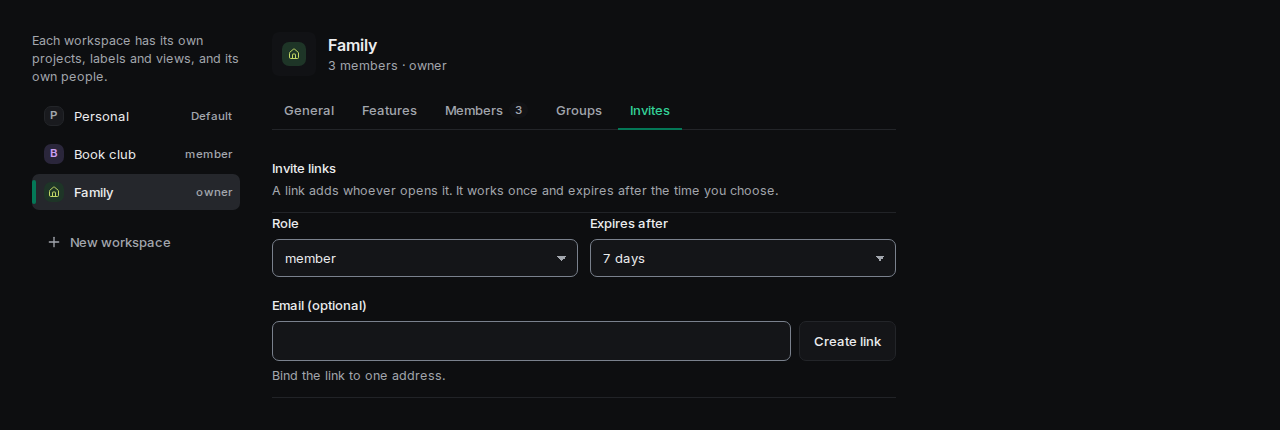 Each workspace has its own
projects, labels and views, and its
own people.
P Personal Default
B Book club member
Family owner
New workspace
Family
3 members · owner
General Features Members 3 Groups Invites
Invite links
A link adds whoever opens it. It works once and expires after the time you choose.
Role Expires after
member 7 days
Email (optional)
Create link
Bind the link to one address.